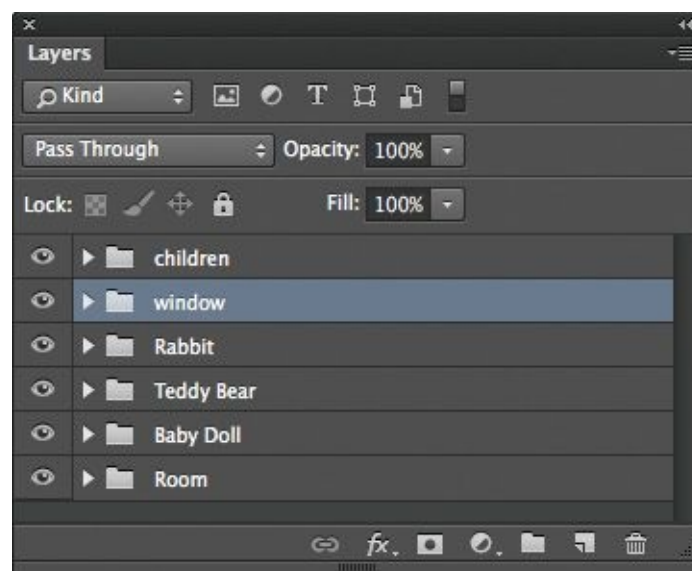 Layers
Kind
Pass Through Opacity: 100%
Lock: Fill: 100%
children
window
Rabbit
Teddy Bear
Baby Doll
Room